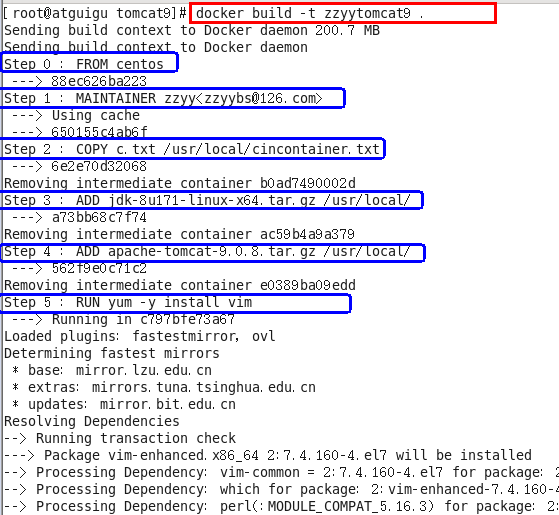 [root@atguigu tomcat9]# docker build -t zzyytomcat9 .
Sending build context to Docker daemon 200.7 MB
Sending build context to Docker daemon
Step 0 : FROM centos
---> 88ec626ba223
Step 1 : MAINTAINER zzyy<zzyybs@126.com>
---> Using cache
---> 650155c4ab6f
Step 2 : COPY c.txt /usr/local/cincontainer.txt
---> 6e2e70d32068
Removing intermediate container b0ad7490002d
Step 3 : ADD jdk-8u171-linux-x64.tar.gz /usr/local/
---> a73bb68c7f74
Removing intermediate container ac59b4a9a379
Step 4 : ADD apache-tomcat-9.0.8.tar.gz /usr/local/
---> 562f9e0c71c2
Removing intermediate container e0389ba09edd
Step 5 : RUN yum -y install vim
---> Running in c797bfe73a67
Loaded plugins: fastestmirror, ovl
Determining fastest mirrors
* base: mirror.lzu.edu.cn
* extras: mirrors.tuna.tsinghua.edu.cn
* updates: mirror.bit.edu.cn
Resolving Dependencies
--> Running transaction check
---> Package vim-enhanced.x86_64 2:7.4.160-4.el7 will be installed
--> Processing Dependency: vim-common = 2:7.4.160-4.el7 for package: 2
--> Processing Dependency: which for package: 2:vim-enhanced-7.4.160-4
--> Processing Dependency: perl(:MODULE_COMPAT_5.16.3) for package: 2: